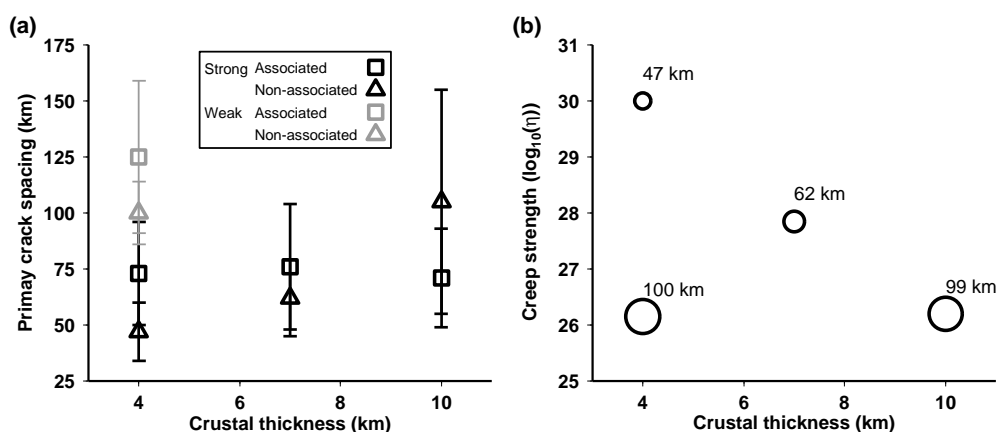 (a)
175
150
125
100
75
50
25
Primay crack spacing (km)
Strong Associated
Non-associated
Weak Associated
Non-associated
4 6 8 10
Crustal thickness (km)
(b)
31
30
29
28
27
26
25
Creep strength (log₁₀(η))
47 km
62 km
100 km
99 km
4 6 8 10
Crustal thickness (km)